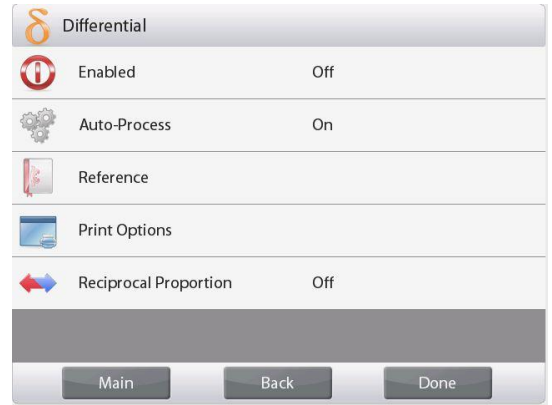 δ Differential
Enabled Off
Auto-Process On
Reference
Print Options
Reciprocal Proportion Off
Main Back Done